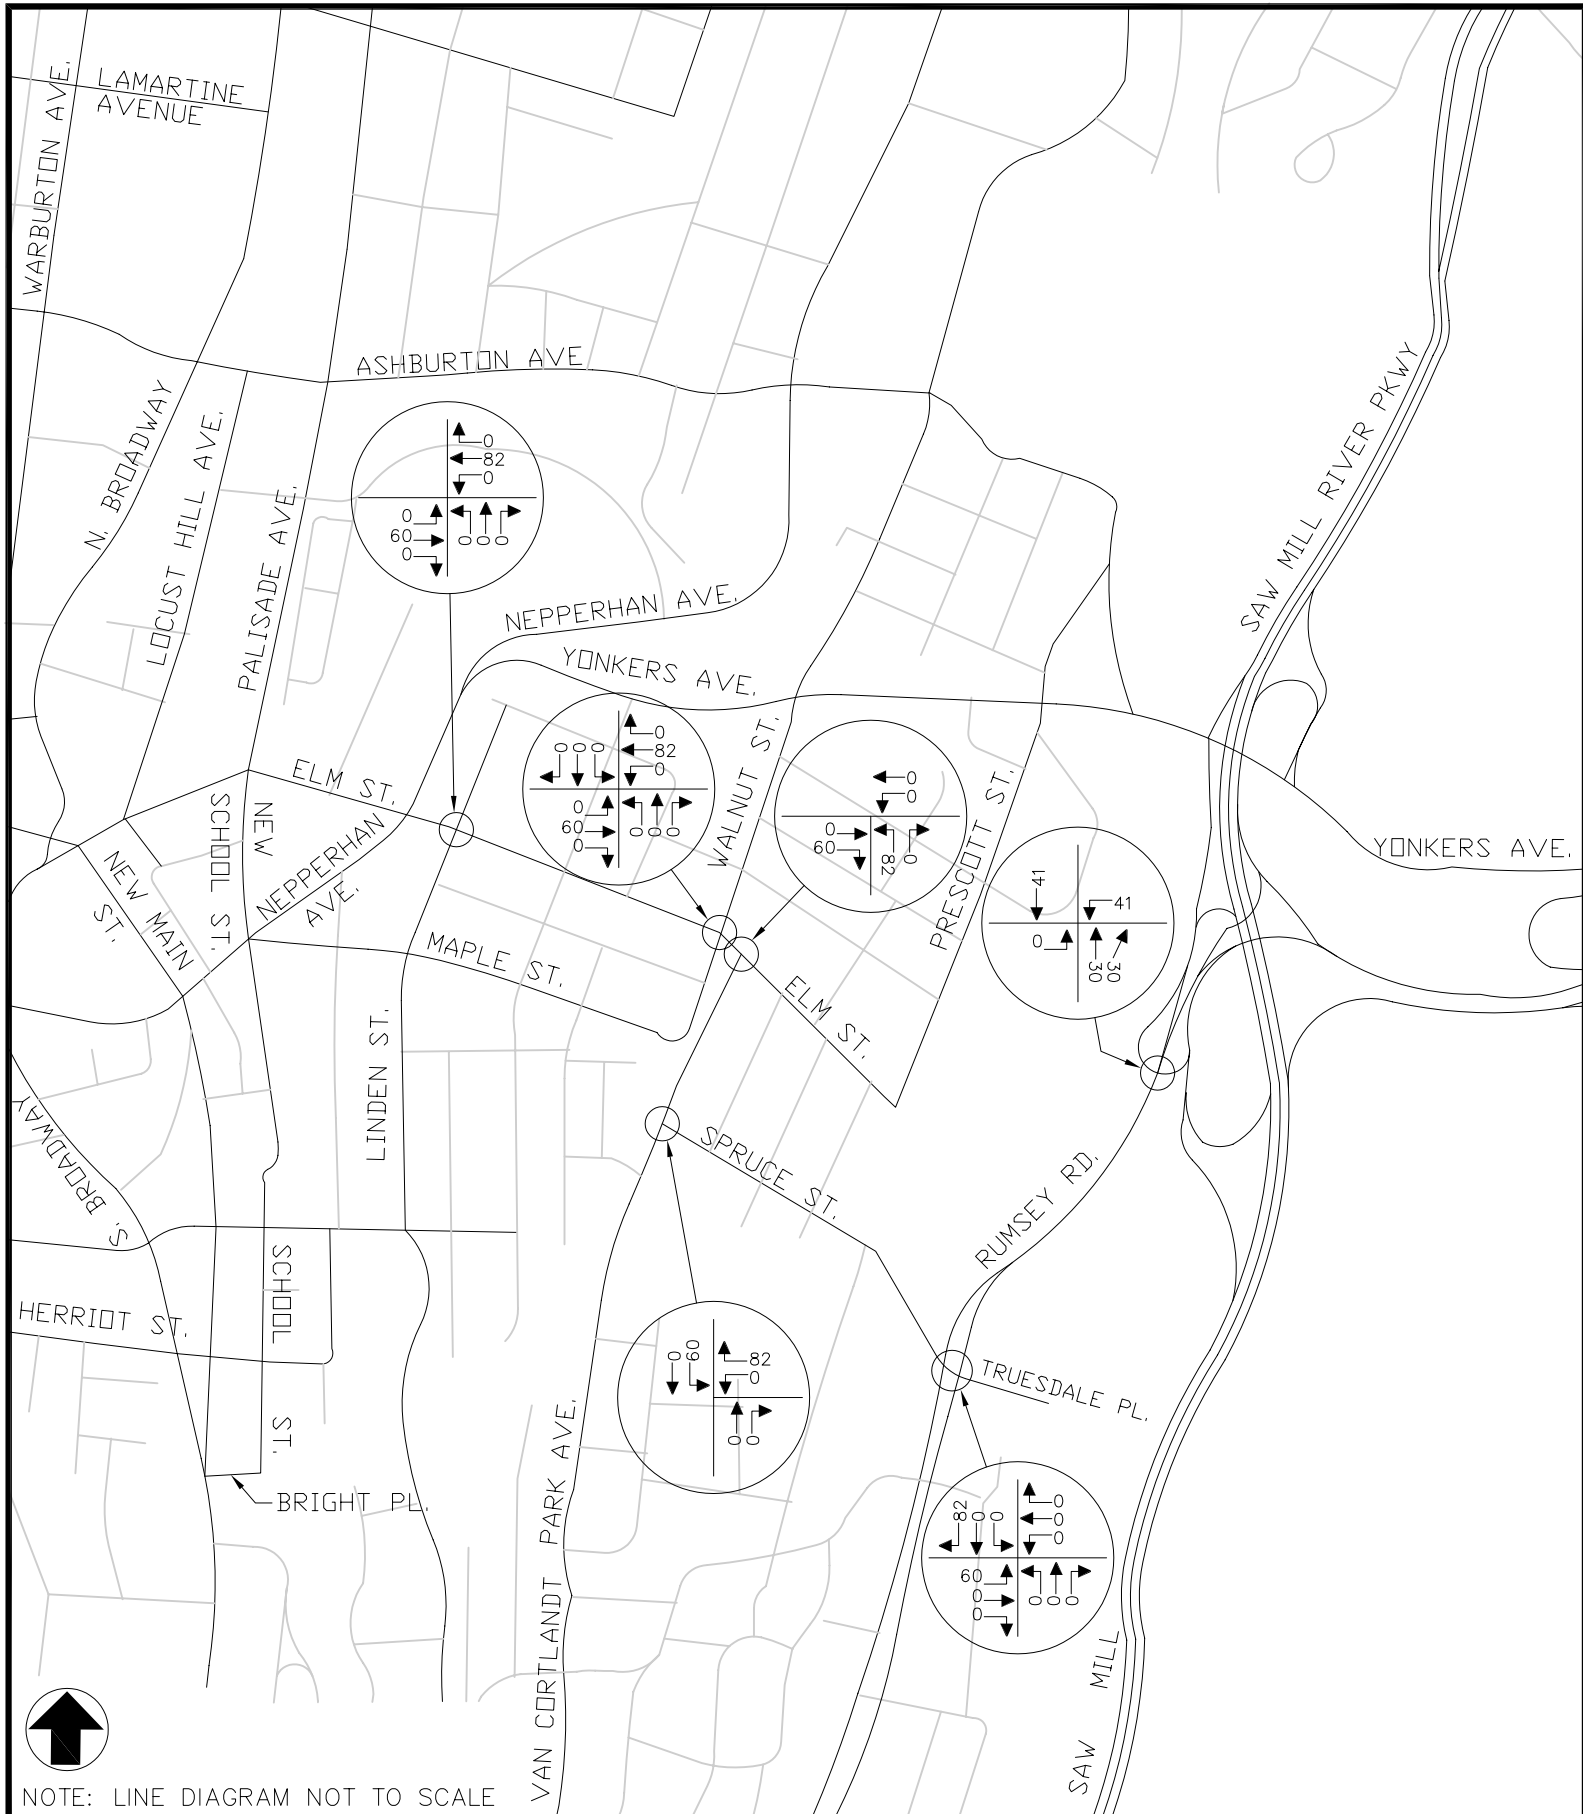 WARBURTON AVE.
LAMARTINE
AVENUE
ASHBURTON AVE
N. BROADWAY
LOCUST HILL AVE.
PALISADE AVE.
0
82
0
0
60
0
0
0
0
NEPPERHAN AVE.
YONKERS AVE.
SAW MILL RIVER PKWY
ELM ST.
NEW
SCHOOL ST.
NEPPERHAN
AVE.
NEW MAIN
ST.
0
0
0
0
82
0
0
60
0
0
0
0
WALNUT ST.
0
0
0
60
82
0
PRESCOTT ST.
41
41
0
30
30
YONKERS AVE.
MAPLE ST.
ELM ST.
LINDEN ST.
S. BROADWAY
SPRUCE ST.
RUMSEY RD.
HERRIOT ST.
SCHOOL
ST.
0
60
82
0
0
0
TRUESDALE PL.
BRIGHT PL.
VAN CORTLANDT PARK AVE.
82
0
0
0
0
0
60
0
0
0
0
0
SAW MILL
NOTE: LINE DIAGRAM NOT TO SCALE